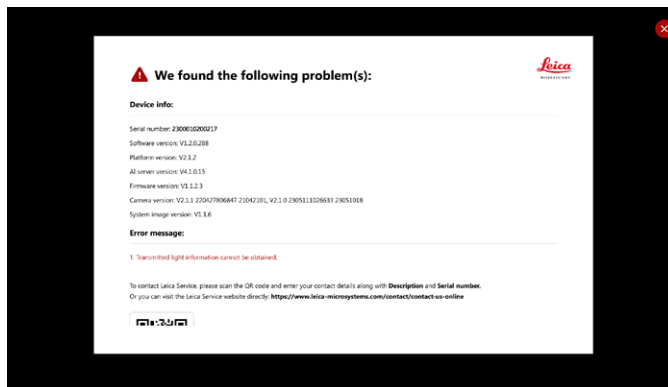 We found the following problem(s):
Leica
MICROSYSTEMS
Device info:
Serial number: 2300010200217
Software version: V1.2.0.288
Platform version: V2.1.2
AI server version: V4.1.0.15
Firmware version: V1.1.2.3
Camera version: V2.1.1 220427806847 21042101, V2.1.0 2305111026633 23051018
System image version: V1.1.6
Error message:
1. Transmitted light information cannot be obtained.
To contact Leica Service, please scan the QR code and enter your contact details along with Description and Serial number.
Or you can visit the Leica Service website directly: https://www.leica-microsystems.com/contact/contact-us-online